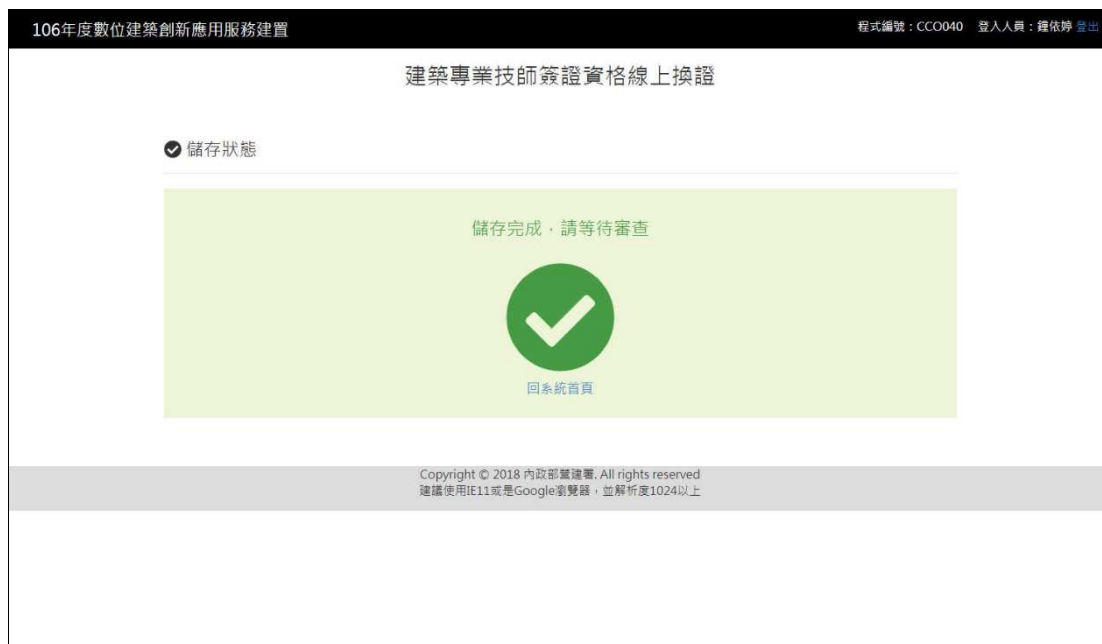 106年度數位建築創新應用服務建置
程式編號：CCO040 登入人員：鐘依婷 登出
建築專業技師簽證資格線上換證
儲存狀態
儲存完成，請等待審查
回系統首頁
Copyright © 2018 內政部營建署. All rights reserved
建議使用IE11或是Google瀏覽器，並解析度1024以上